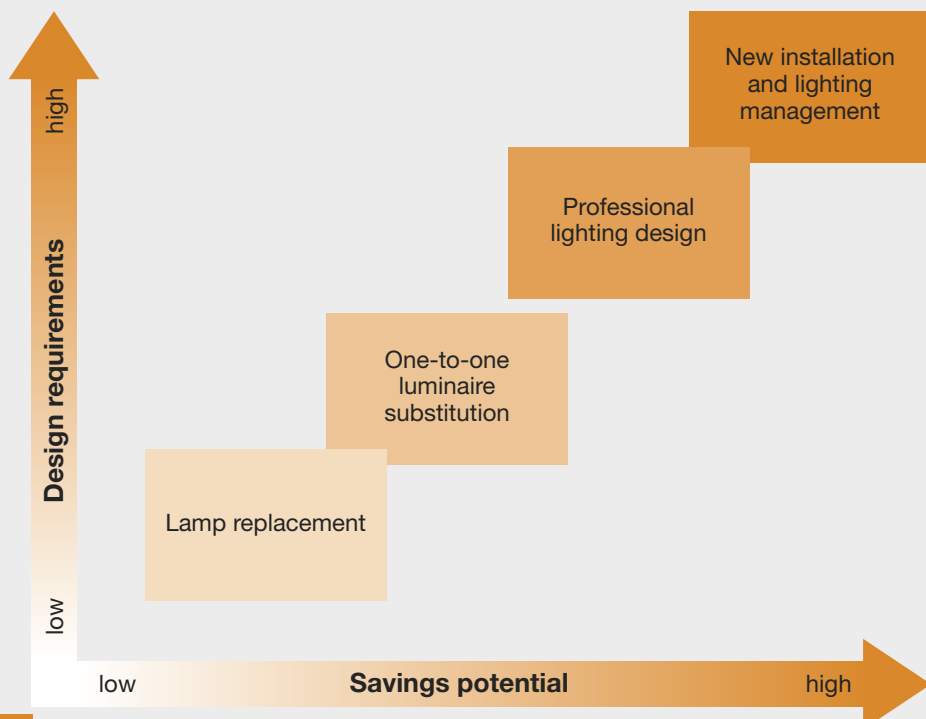 New installation
and lighting
management
high
Professional
lighting design
Design requirements
One-to-one
luminaire
substitution
Lamp replacement
low
low
Savings potential
high